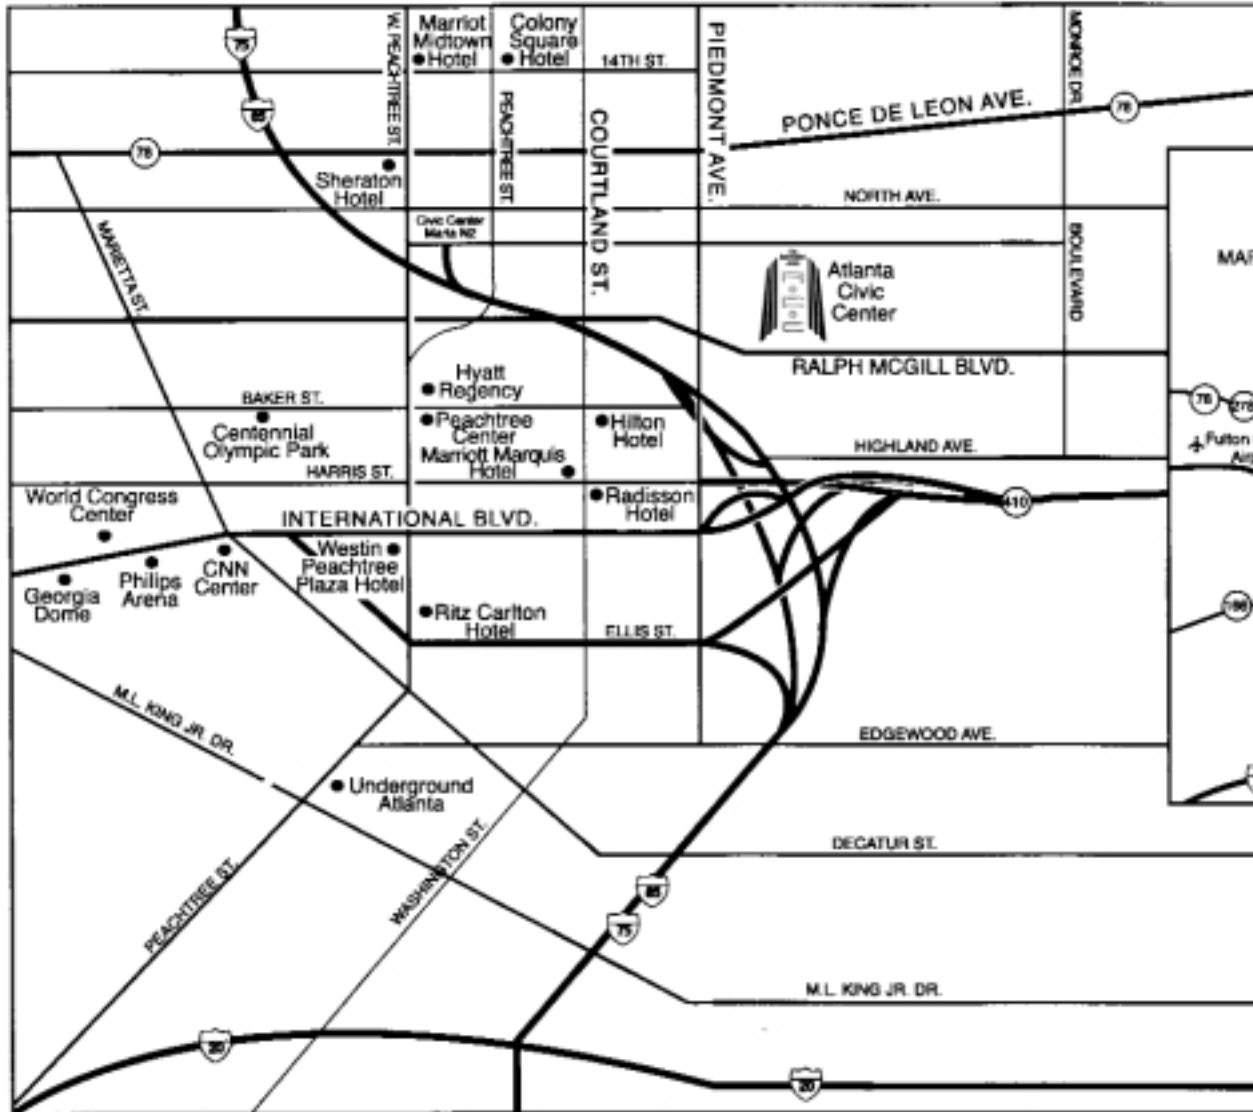 75
W. PEACHTREE ST.
Marriot
Midtown
Hotel
Colony
Square
Hotel
14TH ST.
PIEDMONT AVE.
MONROE DR.
85
PEACHTREE ST.
COURTLAND ST.
PONCE DE LEON AVE.
78
78
Sheraton
Hotel
NORTH AVE.
Civic Center
Marta N2
MARIETTA ST.
BOULEVARD
Atlanta
Civic
Center
RALPH MCGILL BLVD.
Hyatt
Regency
BAKER ST.
78
278
Centennial
Olympic Park
Peachtree
Center
Hilton
Hotel
HIGHLAND AVE.
Fulton
Marriott Marquis
Hotel
HARRIS ST.
World Congress
Center
Radisson
Hotel
410
INTERNATIONAL BLVD.
Westin
Peachtree
Plaza Hotel
CNN
Center
Philips
Arena
Georgia
Dome
Ritz Carlton
Hotel
ELLIS ST.
M.L. KING JR. DR.
EDGEWOOD AVE.
Underground
Atlanta
DECATUR ST.
WASHINGTON ST.
PEACHTREE ST.
85
75
M.L. KING JR. DR.
20
20